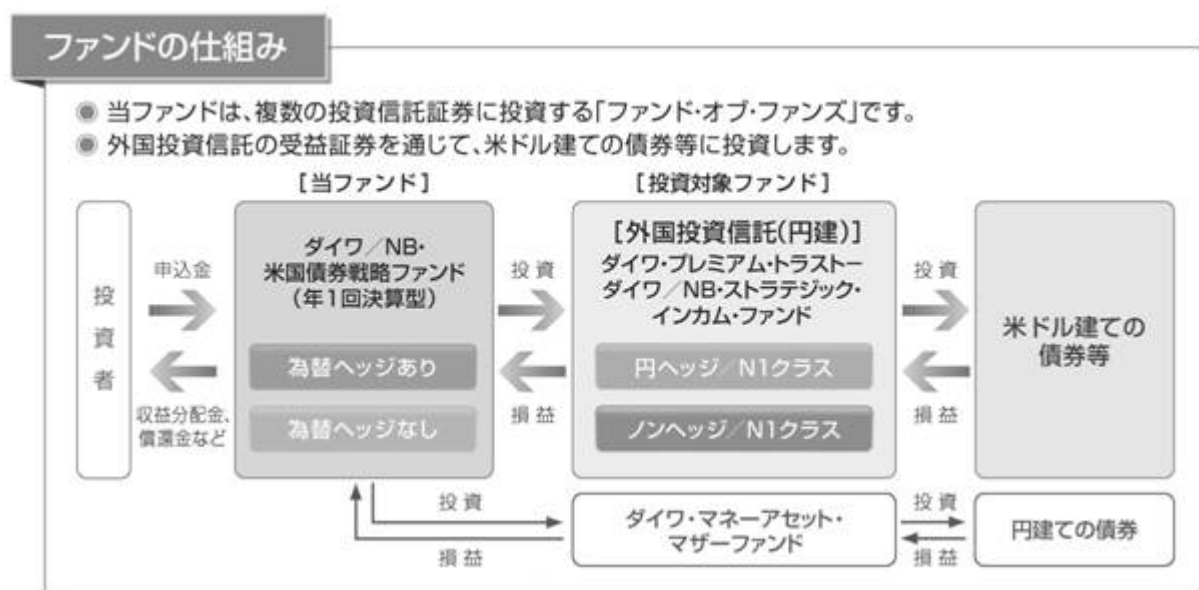 ファンドの仕組み
● 当ファンドは、複数の投資信託証券に投資する「ファンド・オブ・ファンズ」です。
● 外国投資信託の受益証券を通じて、米ドル建ての債券等に投資します。
[当ファンド]
[投資対象ファンド]
投資者
申込金
収益分配金、
償還金など
ダイワ/NB・
米国債券戦略ファンド
(年1回決算型)
為替ヘッジあり
為替ヘッジなし
投資
損益
[外国投資信託(円建)]
ダイワ・プレミアム・トラストー
ダイワ/NB・ストラテジック・
インカム・ファンド
円ヘッジ/N1クラス
ノンヘッジ/N1クラス
投資
損益
米ドル建ての
債券等
投資
損益
ダイワ・マネーアセット・
マザーファンド
投資
損益
円建ての債券